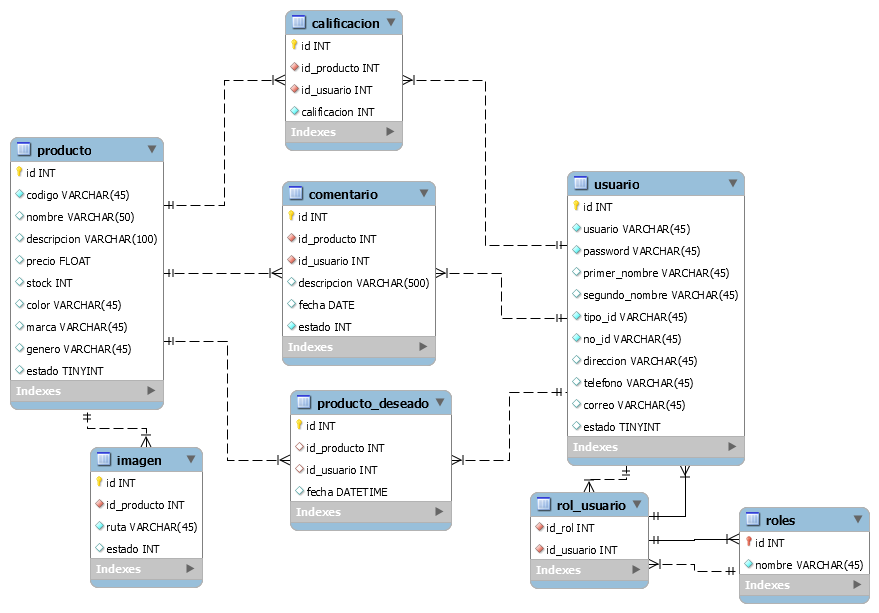 calificacion
id INT
id_producto INT
id_usuario INT
calificacion INT
Indexes
producto
id INT
codigo VARCHAR(45)
nombre VARCHAR(50)
descripcion VARCHAR(100)
precio FLOAT
stock INT
color VARCHAR(45)
marca VARCHAR(45)
genero VARCHAR(45)
estado TINYINT
Indexes
comentario
id INT
id_producto INT
id_usuario INT
descripcion VARCHAR(500)
fecha DATE
estado INT
Indexes
usuario
id INT
usuario VARCHAR(45)
password VARCHAR(45)
primer_nombre VARCHAR(45)
segundo_nombre VARCHAR(45)
tipo_id VARCHAR(45)
no_id VARCHAR(45)
direccion VARCHAR(45)
telefono VARCHAR(45)
correo VARCHAR(45)
estado TINYINT
Indexes
producto_deseado
id INT
id_producto INT
id_usuario INT
fecha DATETIME
Indexes
imagen
id INT
id_producto INT
ruta VARCHAR(45)
estado INT
Indexes
rol_usuario
id_rol INT
id_usuario INT
Indexes
roles
id INT
nombre VARCHAR(45)
Indexes